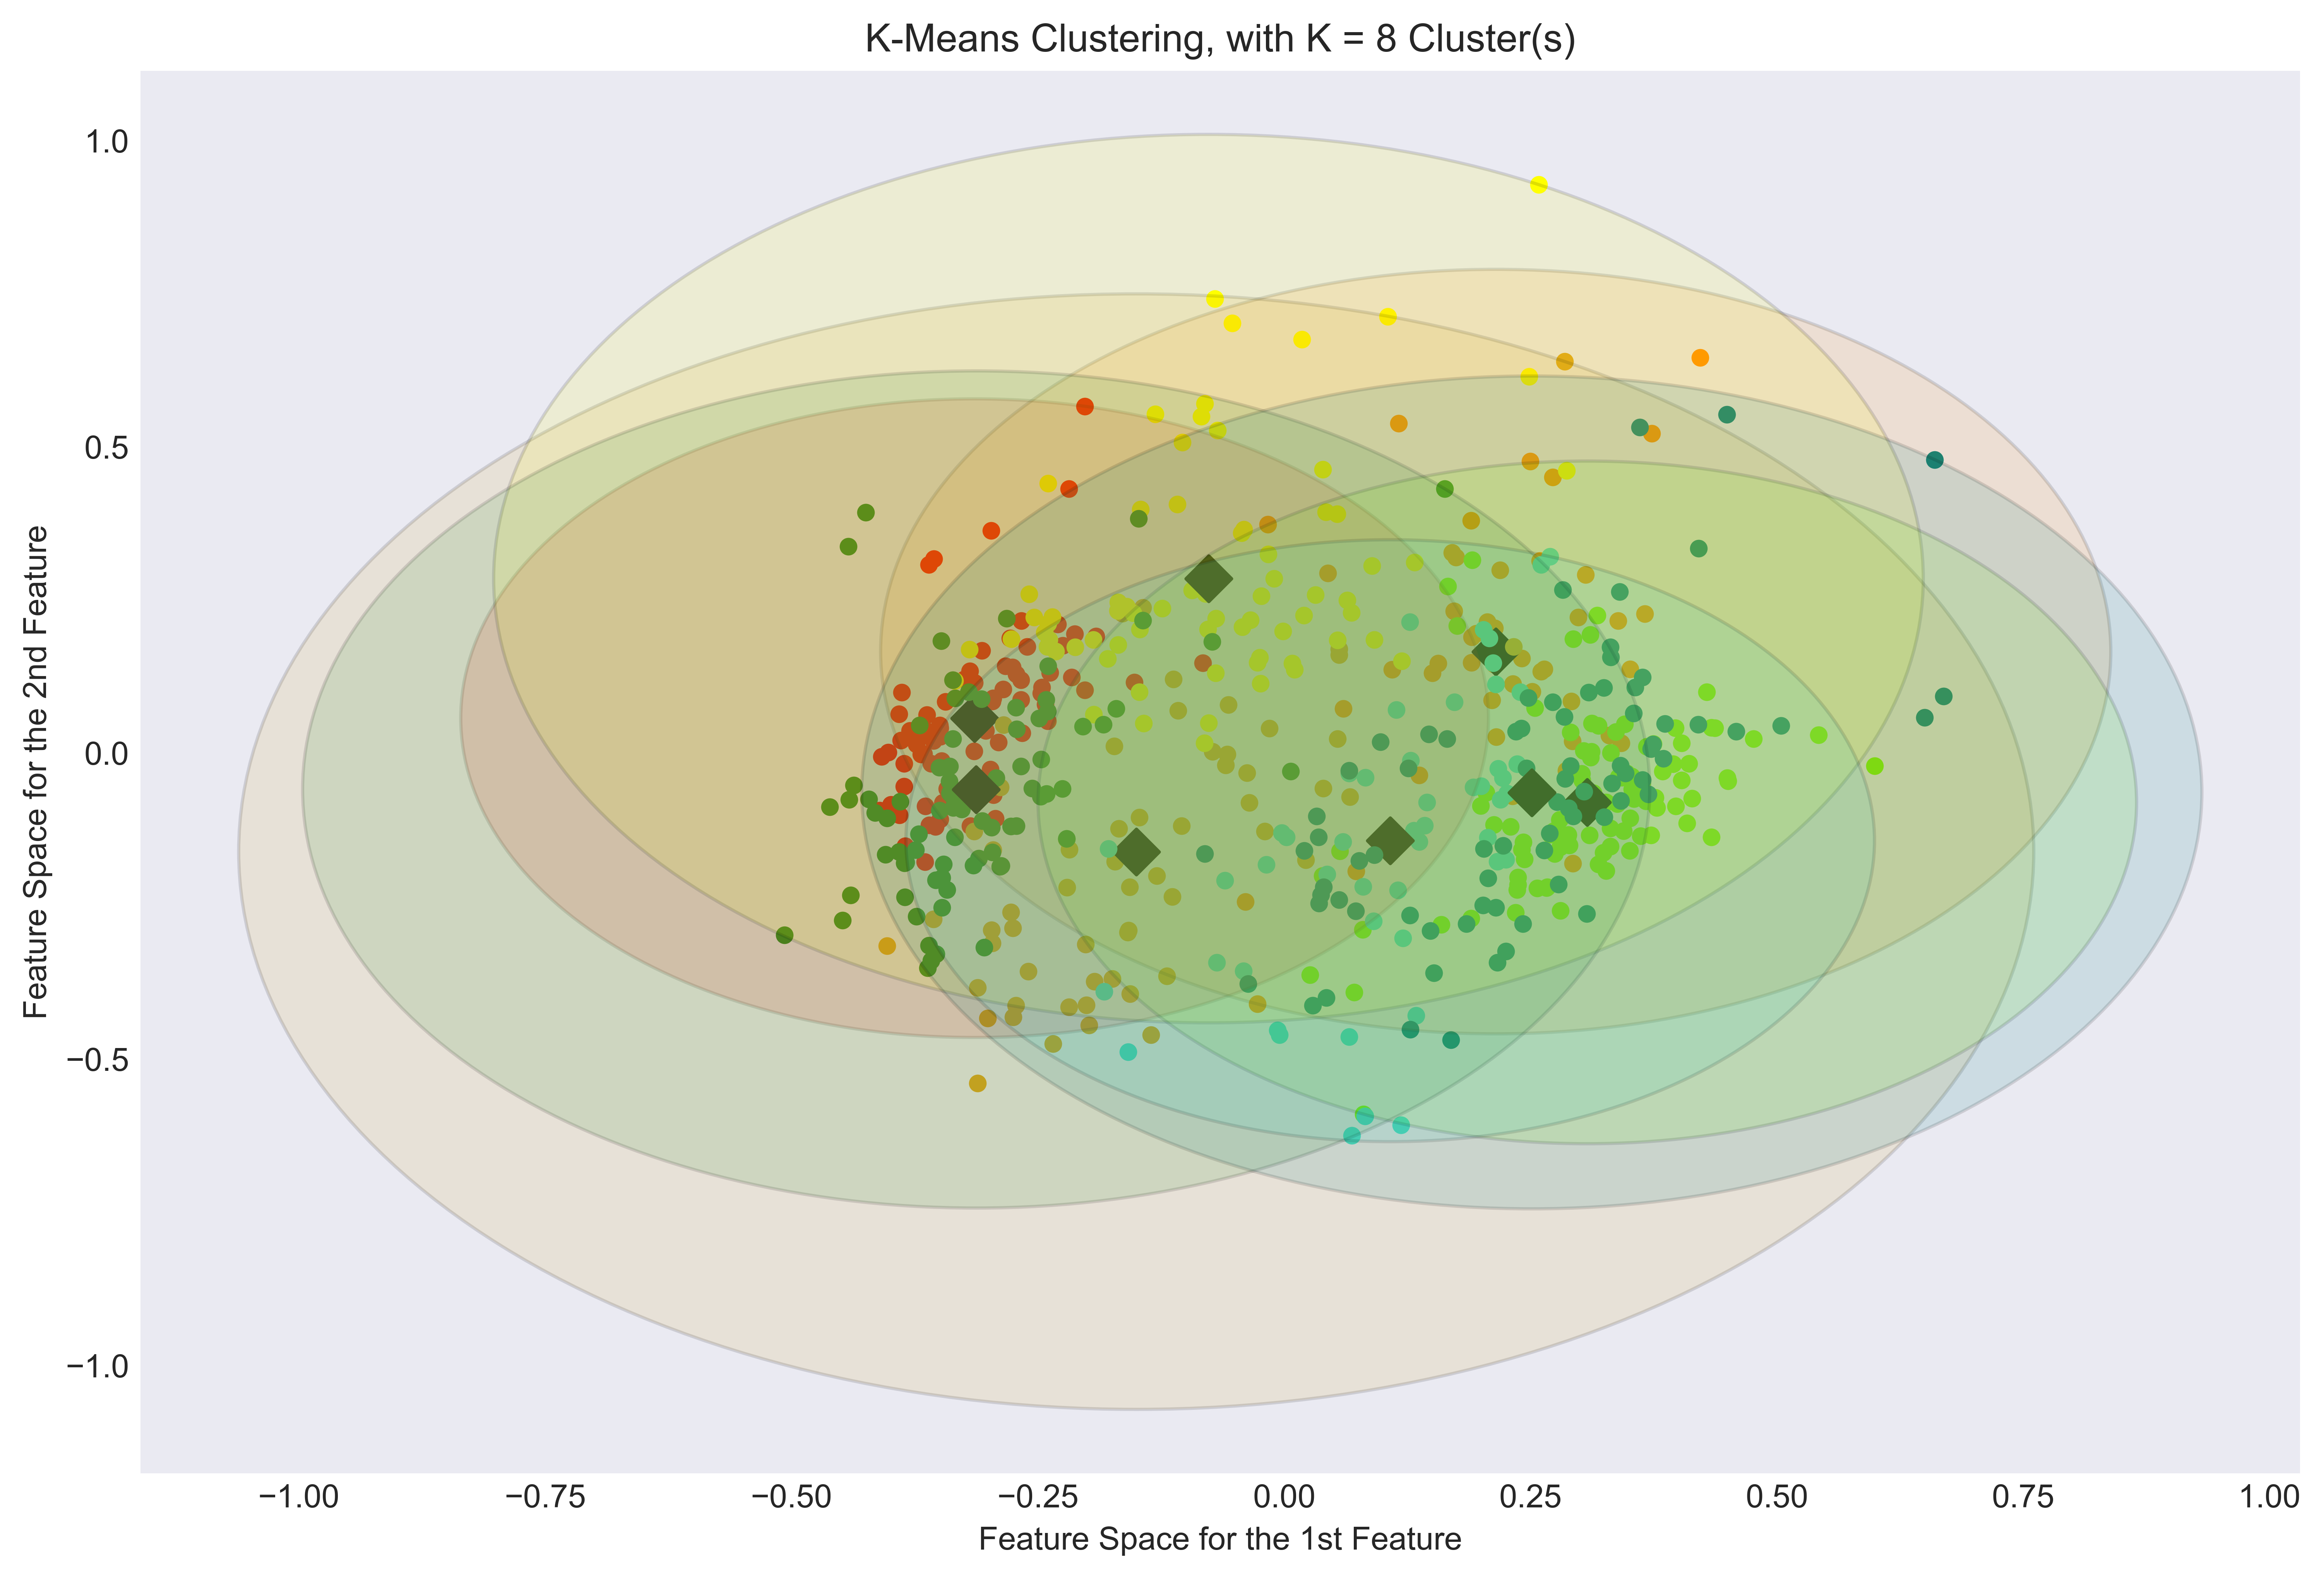 K-Means Clustering, with K = 8 Cluster(s)
1.0
0.5
0.0
−0.5
−1.0
Feature Space for the 2nd Feature
−1.00 −0.75 −0.50 −0.25 0.00 0.25 0.50 0.75 1.00
Feature Space for the 1st Feature